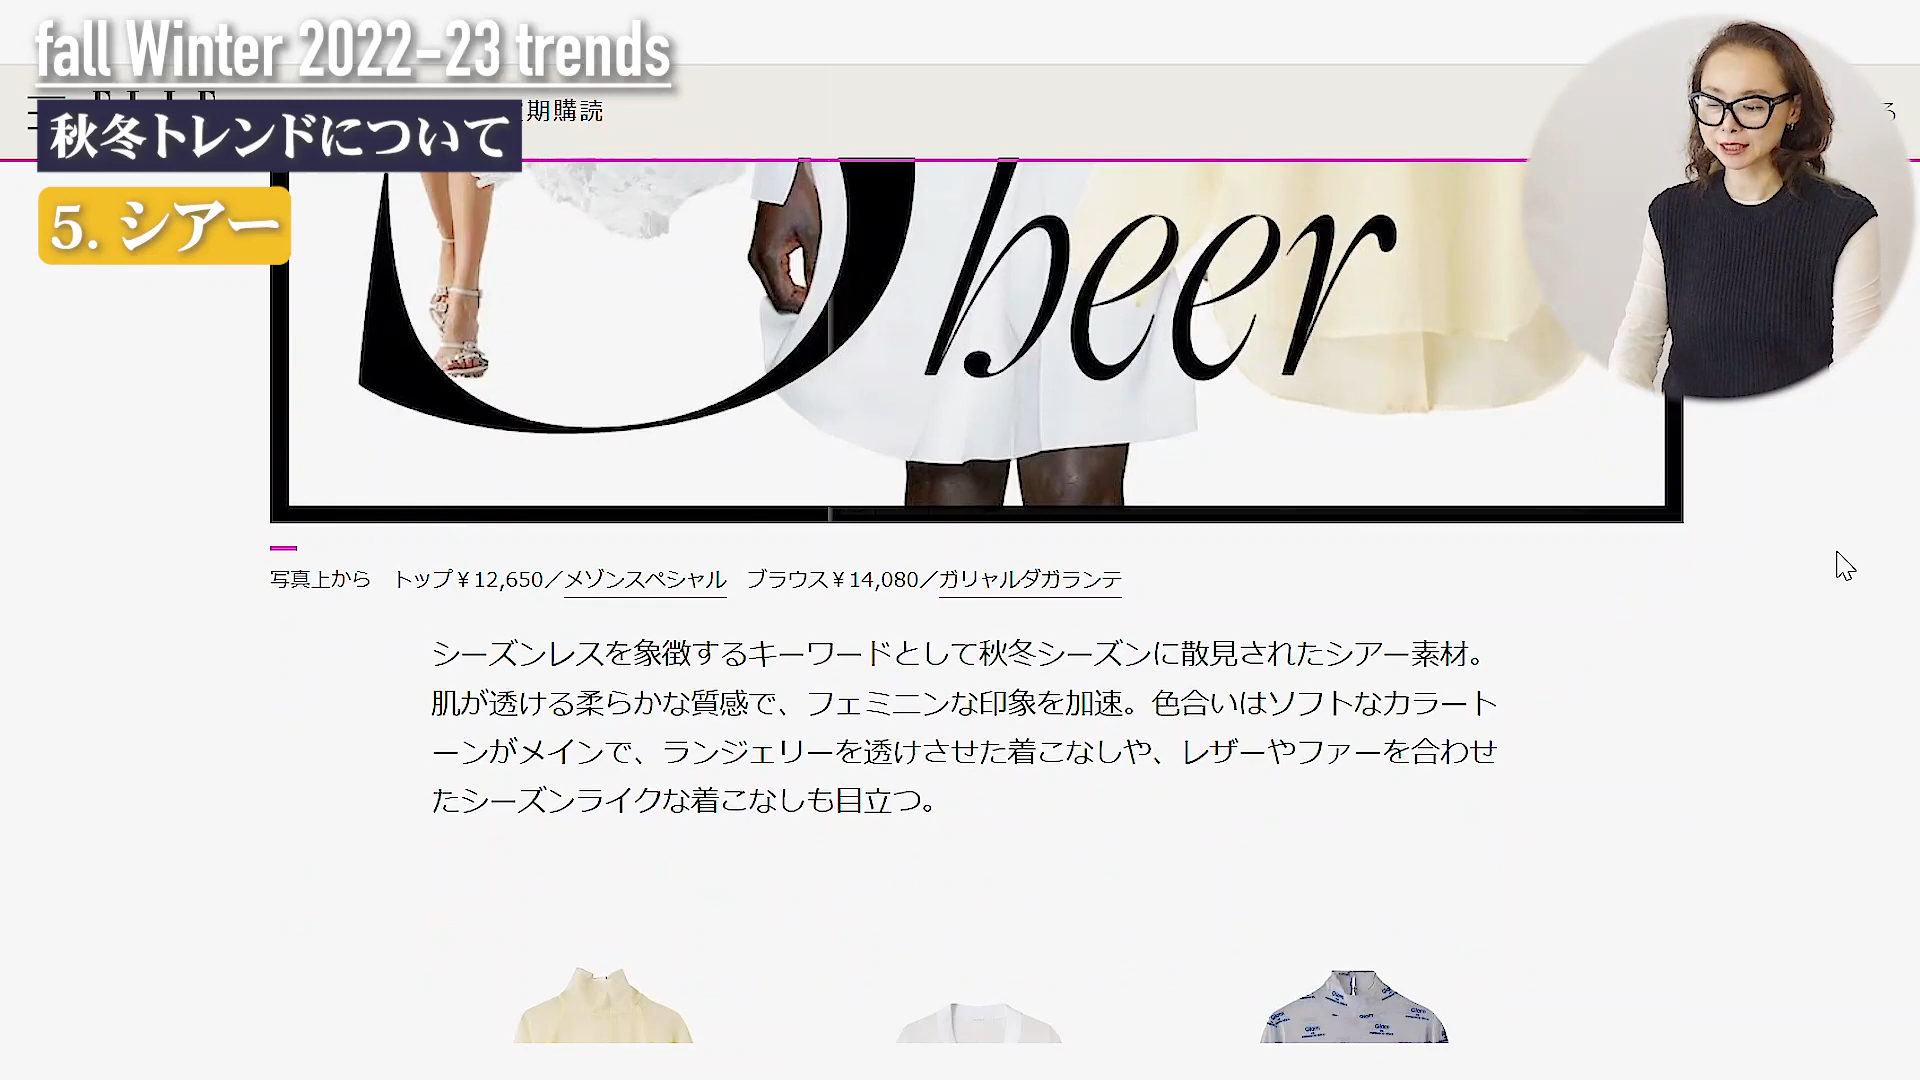 fall Winter 2022-23 trends
ELLE
期購読
秋冬トレンドについて
5. シアー
Sheer
写真上から　トップ¥12,650／メゾンスペシャル　ブラウス¥14,080／ガリャルダガランテ
シーズンレスを象徴するキーワードとして秋冬シーズンに散見されたシアー素材。
肌が透ける柔らかな質感で、フェミニンな印象を加速。色合いはソフトなカラート
ーンがメインで、ランジェリーを透けさせた着こなしや、レザーやファーを合わせ
たシーズンライクな着こなしも目立つ。
Glam
Glam
Glam